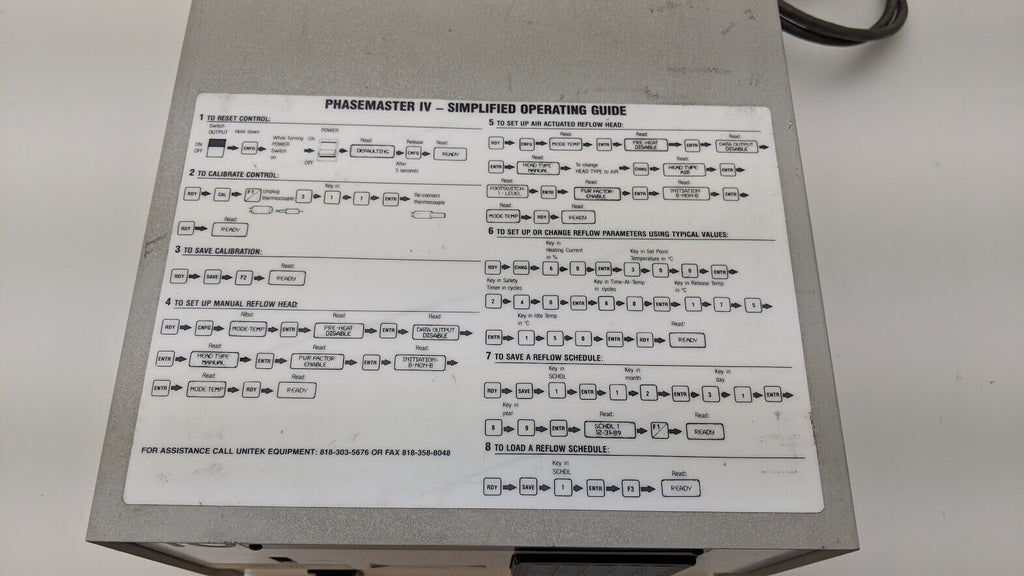 PHASEMASTER IV – SIMPLIFIED OPERATING GUIDE
1 TO RESET CONTROL:
Switch OUTPUT ON OFF Hold down CNFG While Turning POWER Switch on POWER ON OFF Read: DEFAULTING Release CNFG After 5 seconds Read: READY
2 TO CALIBRATE CONTROL:
RDY CAL F1 Unplug thermocouple Key in 3 1 7 ENTR Re-connect thermocouple
RDY Read: READY
3 TO SAVE CALIBRATION:
RDY SAVE F2 Read: READY
4 TO SET UP MANUAL REFLOW HEAD:
RDY CNFG Read: MODE:TEMP ENTR Read: PRE-HEAT DISABLE ENTR Read: DATA OUTPUT DISABLE
ENTR Read: HEAD TYPE MANUAL ENTR Read: PWR FACTOR ENABLE ENTR Read: INITIATION- B-NON-B
ENTR Read: MODE:TEMP RDY Read: READY
FOR ASSISTANCE CALL UNITEK EQUIPMENT: 818-303-5676 OR FAX 818-358-8048
5 TO SET UP AIR ACTUATED REFLOW HEAD:
RDY CNFG Read: MODE:TEMP ENTR Read: PRE-HEAT DISABLE ENTR Read: DATA OUTPUT DISABLE
ENTR Read: HEAD TYPE MANUAL To change HEAD TYPE to AIR CHNG Read: HEAD TYPE AIR ENTR
Read: FOOTSWITCH 1-LEVEL ENTR Read: PWR FACTOR ENABLE ENTR Read: INITIATION B-NON-B ENTR
Read: MODE:TEMP RDY Read: READY
6 TO SET UP OR CHANGE REFLOW PARAMETERS USING TYPICAL VALUES:
Key in Heating Current in % Key in Set Point Temperature in °C
RDY CHNG 6 0 ENTR 3 0 0 ENTR
Key in Safety Timer in cycles Key in Time-At-Temp in cycles Key in Release Temp in °C
2 4 0 ENTR 6 0 ENTR 1 7 5
Key in Idle Temp in °C
ENTR 1 5 0 ENTR RDY Read: READY
7 TO SAVE A REFLOW SCHEDULE:
Key in SCHDL Key in month Key in day
RDY SAVE 1 ENTR 1 2 ENTR 3 1 ENTR
Key in year
8 9 ENTR Read: SCHDL 1 12-31-89 F1 Read: READY
8 TO LOAD A REFLOW SCHEDULE:
Key in SCHDL
RDY SAVE 1 ENTR F3 Read: READY